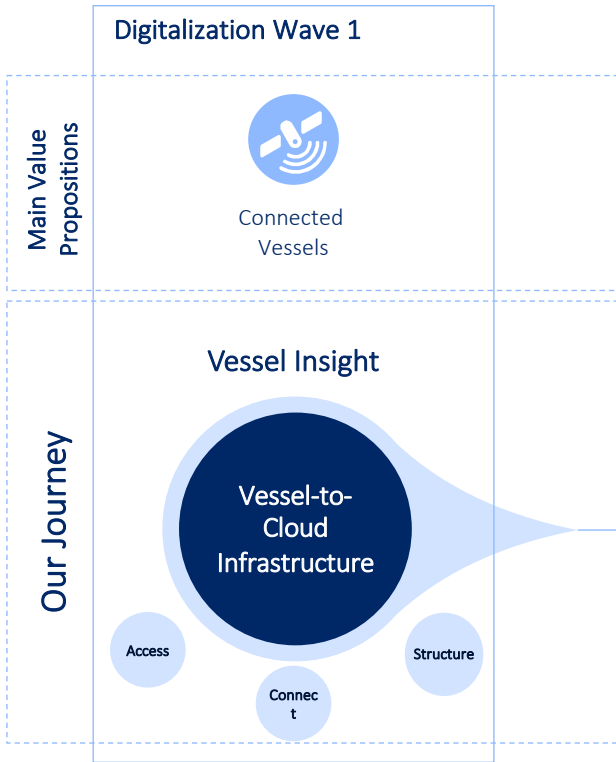 Digitalization Wave 1
Main Value
Propositions
Connected
Vessels
Our Journey
Vessel Insight
Vessel-to-
Cloud
Infrastructure
Access
Connec
t
Structure